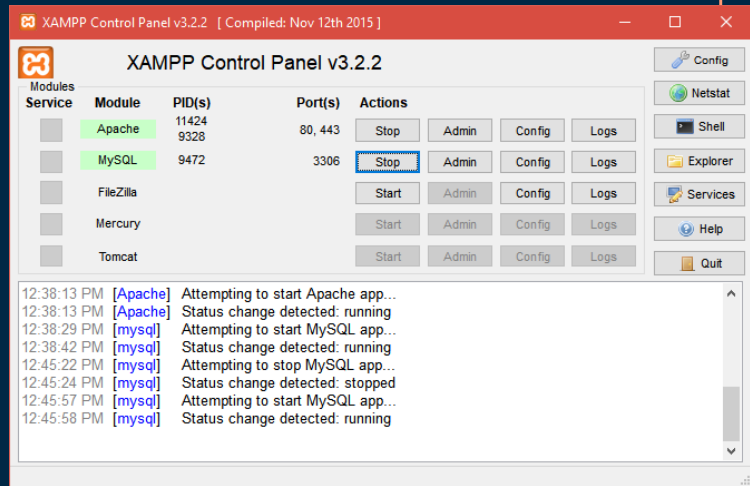 XAMPP Control Panel v3.2.2 [ Compiled: Nov 12th 2015 ]
XAMPP Control Panel v3.2.2
Config
Modules
Service Module PID(s) Port(s) Actions
Netstat
Apache 11424 9328 80, 443 Stop Admin Config Logs
Shell
MySQL 9472 3306 Stop Admin Config Logs
Explorer
FileZilla Start Admin Config Logs
Services
Mercury Start Admin Config Logs
Help
Tomcat Start Admin Config Logs
Quit
12:38:13 PM [Apache] Attempting to start Apache app...
12:38:13 PM [Apache] Status change detected: running
12:38:29 PM [mysql] Attempting to start MySQL app...
12:38:42 PM [mysql] Status change detected: running
12:45:22 PM [mysql] Attempting to stop MySQL app...
12:45:24 PM [mysql] Status change detected: stopped
12:45:57 PM [mysql] Attempting to start MySQL app...
12:45:58 PM [mysql] Status change detected: running